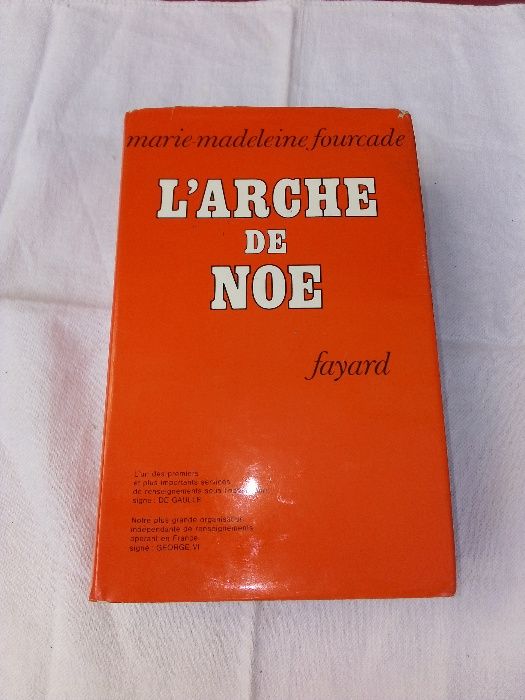 marie-madeleine fourcade
L'ARCHE
DE
NOE
fayard
L'un des premiers
et plus importants services
de renseignements sous
signé : DE GAULLE
Notre plus grande organisation
indépendante de renseignements
opérant en France
signé : GEORGE VI